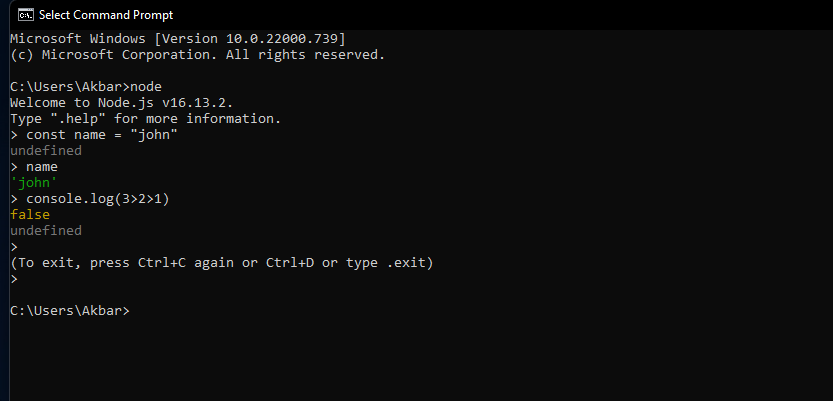 Select Command Prompt
Microsoft Windows [Version 10.0.22000.739]
(c) Microsoft Corporation. All rights reserved.
C:\Users\Akbar>node
Welcome to Node.js v16.13.2.
Type ".help" for more information.
> const name = "john"
undefined
> name
'john'
> console.log(3>2>1)
false
undefined
>
(To exit, press Ctrl+C again or Ctrl+D or type .exit)
>
C:\Users\Akbar>